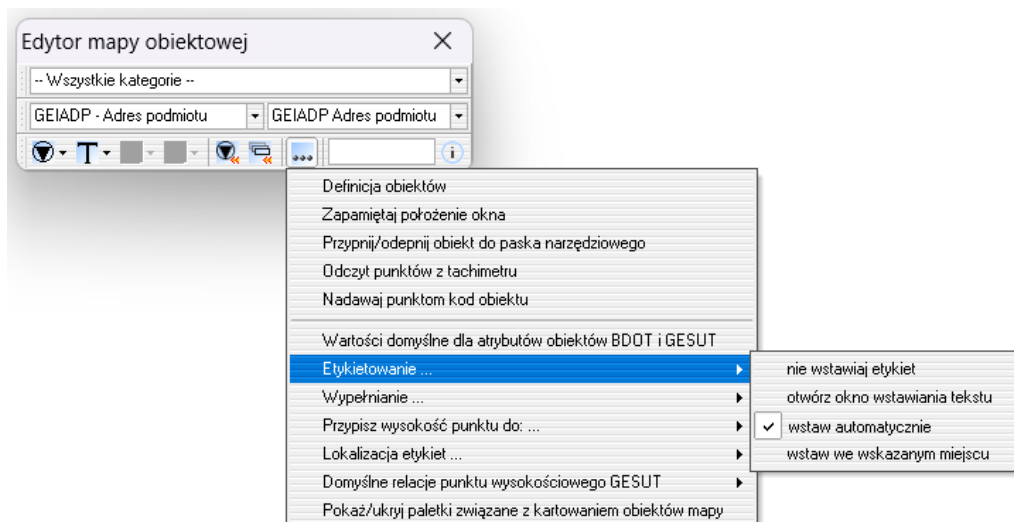 Edytor mapy obiektowej
-- Wszystkie kategorie --
GEIADP - Adres podmiotu GEIADP Adres podmiotu
Definicja obiektów
Zapamiętaj położenie okna
Przypnij/odepnij obiekt do paska narzędziowego
Odczyt punktów z tachimetru
Nadawaj punktom kod obiektu
Wartości domyślne dla atrybutów obiektów BDOT i GESUT
Etykietowanie ... nie wstawiaj etykiet
Wypełnianie ... otwórz okno wstawiania tekstu
Przypisz wysokość punktu do: ... wstaw automatycznie
Lokalizacja etykiet ... wstaw we wskazanym miejscu
Domyślne relacje punktu wysokościowego GESUT
Pokaż/ukryj paletki związane z kartowaniem obiektów mapy